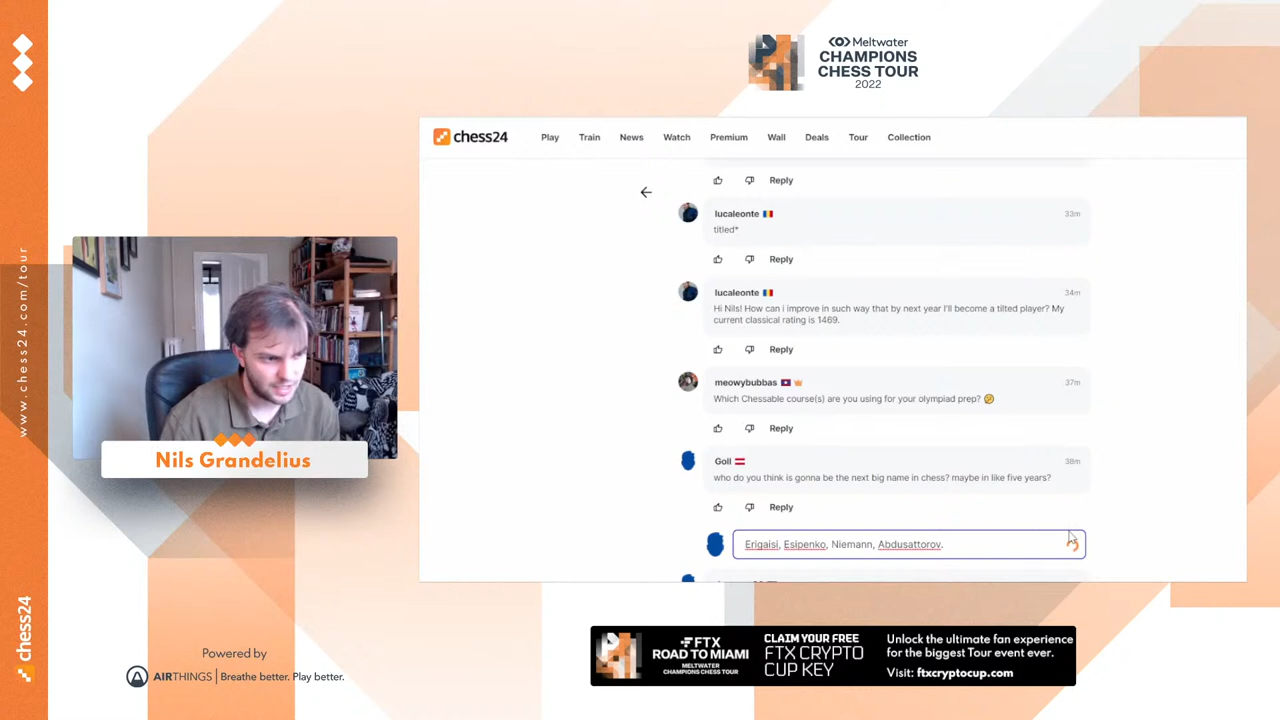 www.chess24.com/tour
chess24
Meltwater
CHAMPIONS
CHESS TOUR
2022
chess24
Play Train News Watch Premium Wall Deals Tour Collection
Reply
lucaleonte 33m
titled*
Reply
lucaleonte 34m
Hi Nils! How can i improve in such way that by next year I'll become a tilted player? My
current classical rating is 1469.
Reply
meowybubbas 37m
Which Chessable course(s) are you using for your olympiad prep?
Reply
Goll 38m
who do you think is gonna be the next big name in chess? maybe in like five years?
Reply
Erigaisi, Esipenko, Niemann, Abdusattorov.
Nils Grandelius
Powered by
AIRTHINGS Breathe better. Play better.
FTX
ROAD TO MIAMI
MELTWATER
CHAMPIONS CHESS TOUR
CLAIM YOUR FREE
FTX CRYPTO
CUP KEY
Unlock the ultimate fan experience
for the biggest Tour event ever.
Visit: ftxcryptocup.com